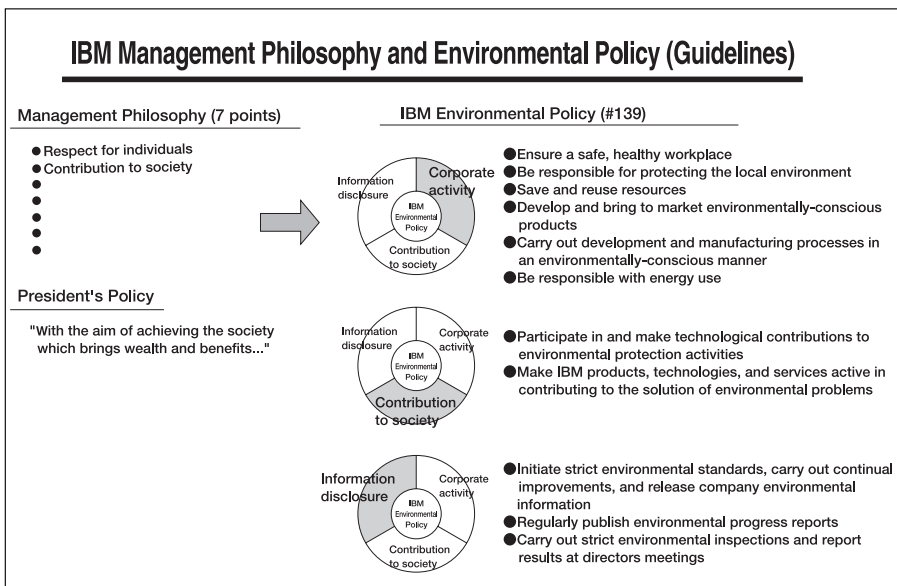 IBM Management Philosophy and Environmental Policy (Guidelines)
Management Philosophy (7 points)
● Respect for individuals
● Contribution to society
●
●
●
●
●
President's Policy
"With the aim of achieving the society
which brings wealth and benefits..."
IBM Environmental Policy (#139)
Information
disclosure
Corporate
activity
IBM
Environmental
Policy
Contribution
to society
●Ensure a safe, healthy workplace
●Be responsible for protecting the local environment
●Save and reuse resources
●Develop and bring to market environmentally-conscious
products
●Carry out development and manufacturing processes in
an environmentally-conscious manner
●Be responsible with energy use
Information
disclosure
Corporate
activity
IBM
Environmental
Policy
Contribution
to society
●Participate in and make technological contributions to
environmental protection activities
●Make IBM products, technologies, and services active in
contributing to the solution of environmental problems
Information
disclosure
Corporate
activity
IBM
Environmental
Policy
Contribution
to society
●Initiate strict environmental standards, carry out continual
improvements, and release company environmental
information
●Regularly publish environmental progress reports
●Carry out strict environmental inspections and report
results at directors meetings